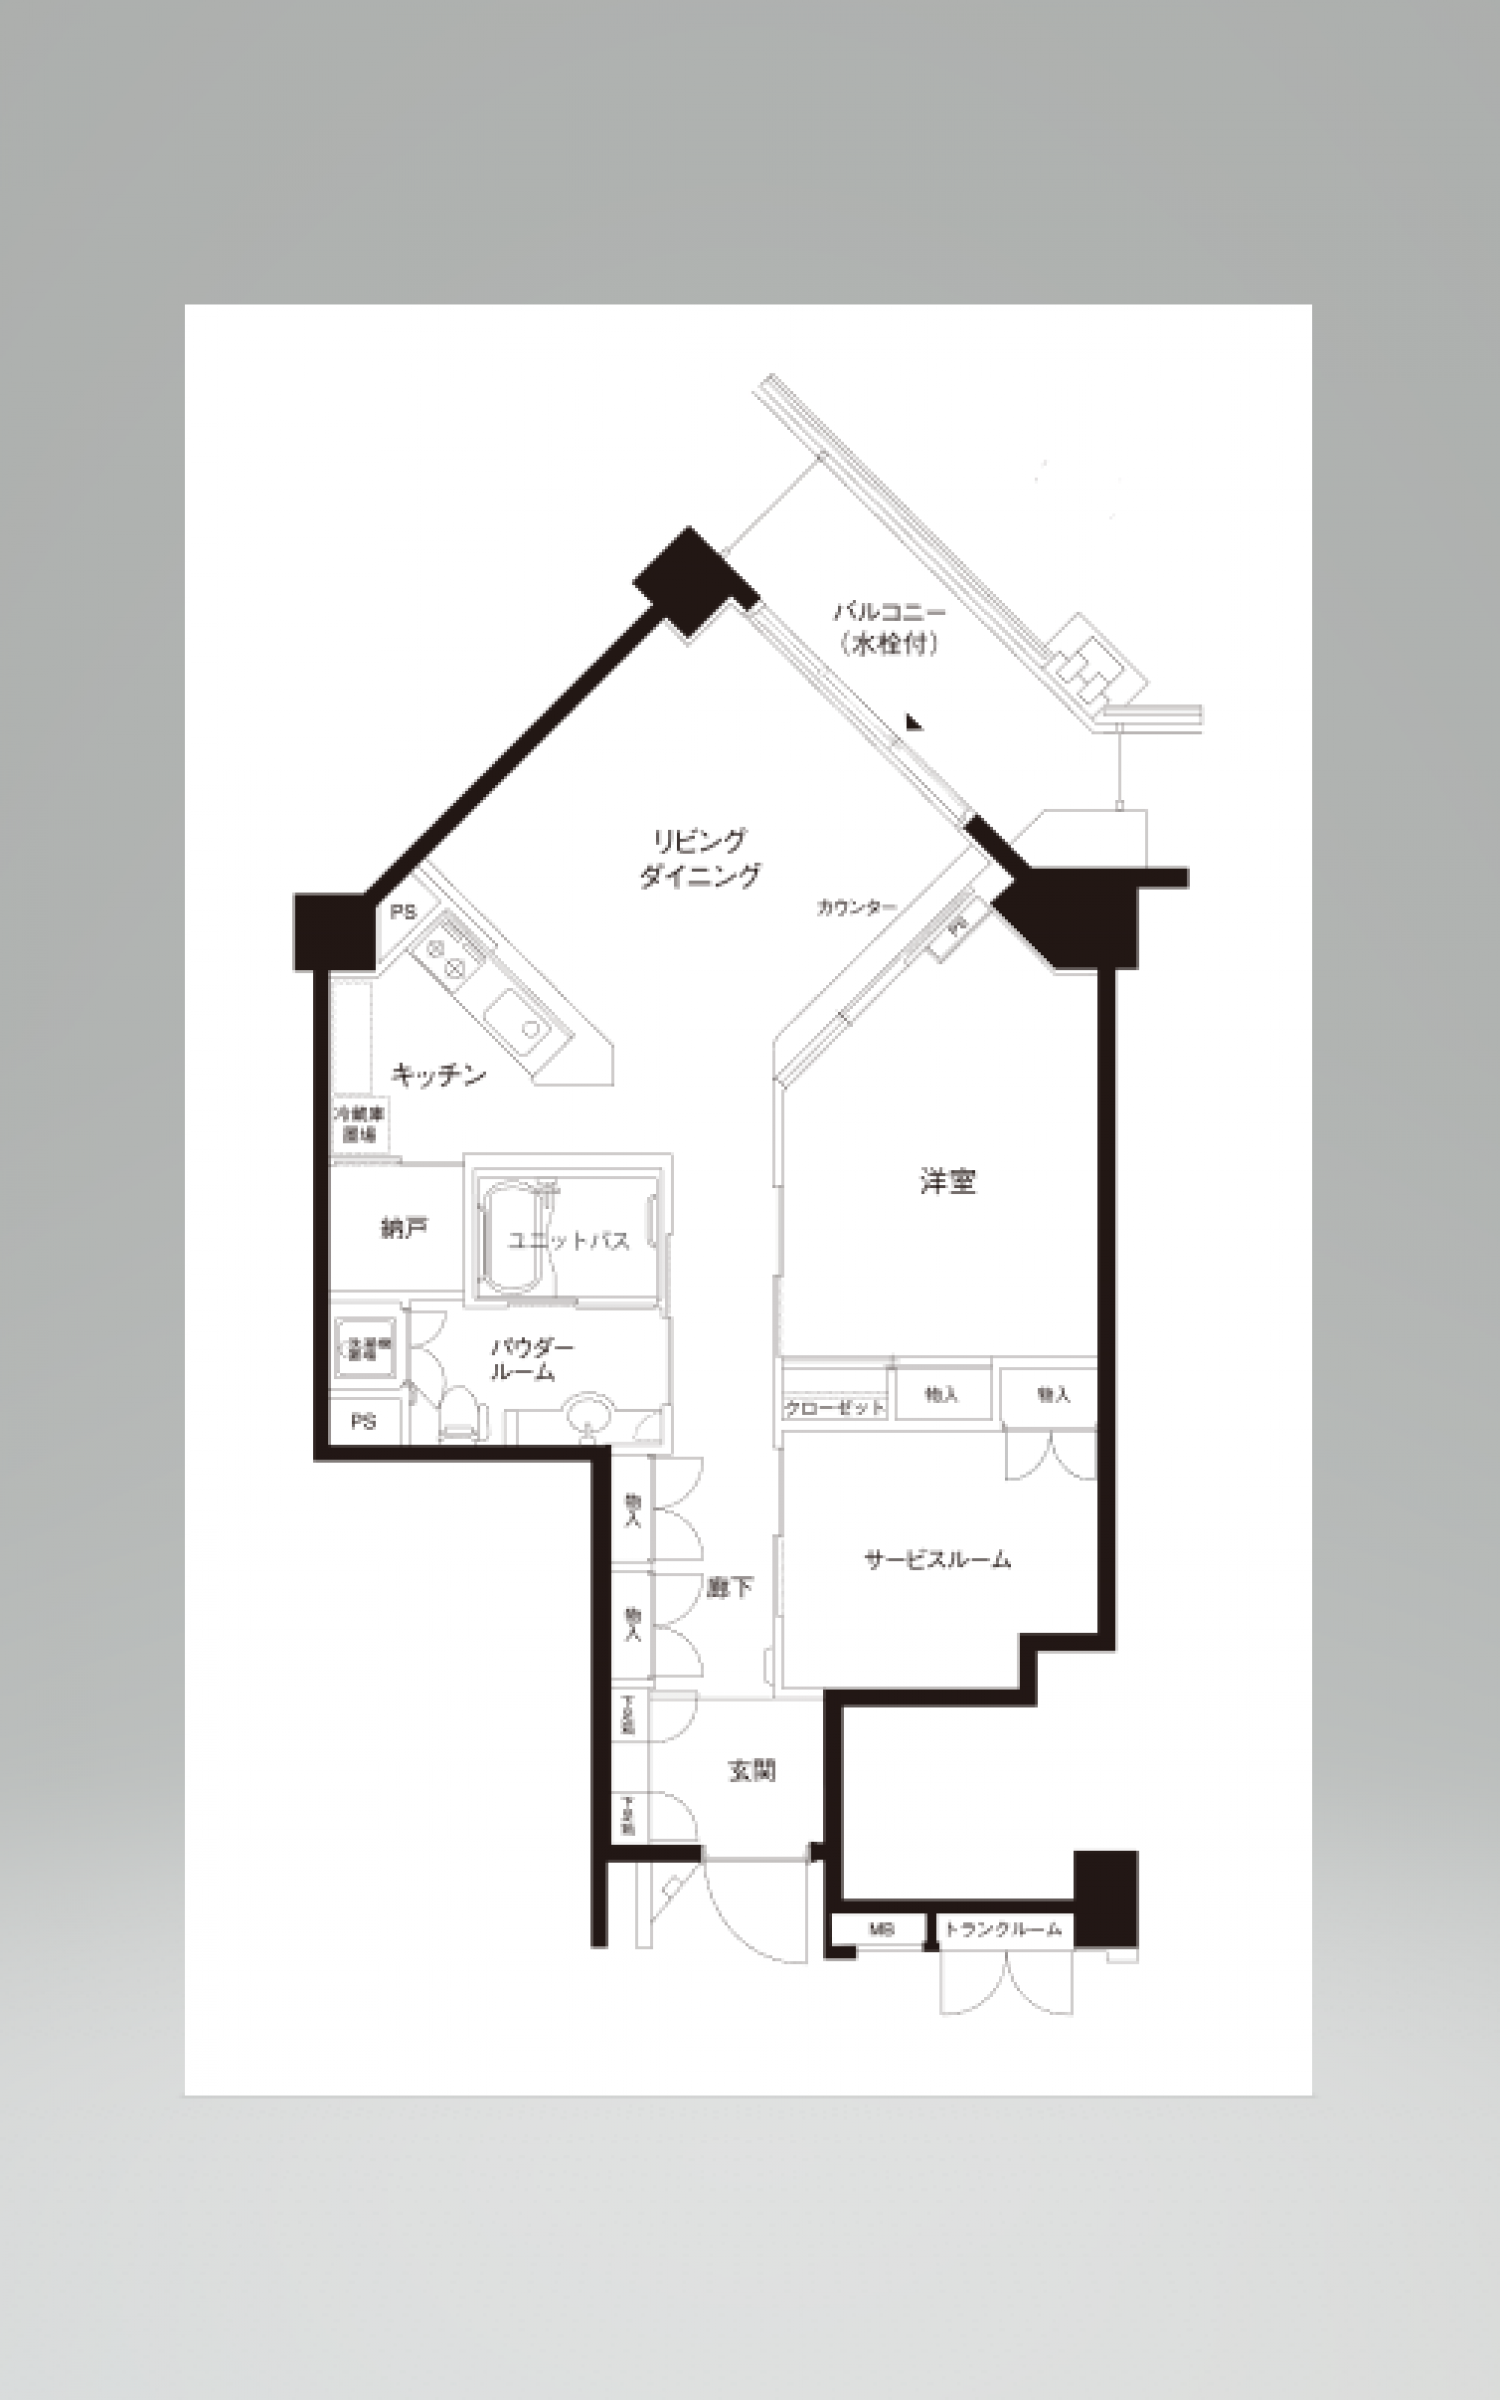 バルコニー
(水栓付)
リビング
ダイニング
カウンター
PS
PS
キッチン
冷蔵庫
置場
洋室
納戸
ユニットバス
パウダー
ルーム
洗濯機
置場
PS
クローゼット
物入
物入
物入
サービスルーム
廊下
物入
下足箱
玄関
下足箱
MB
トランクルーム